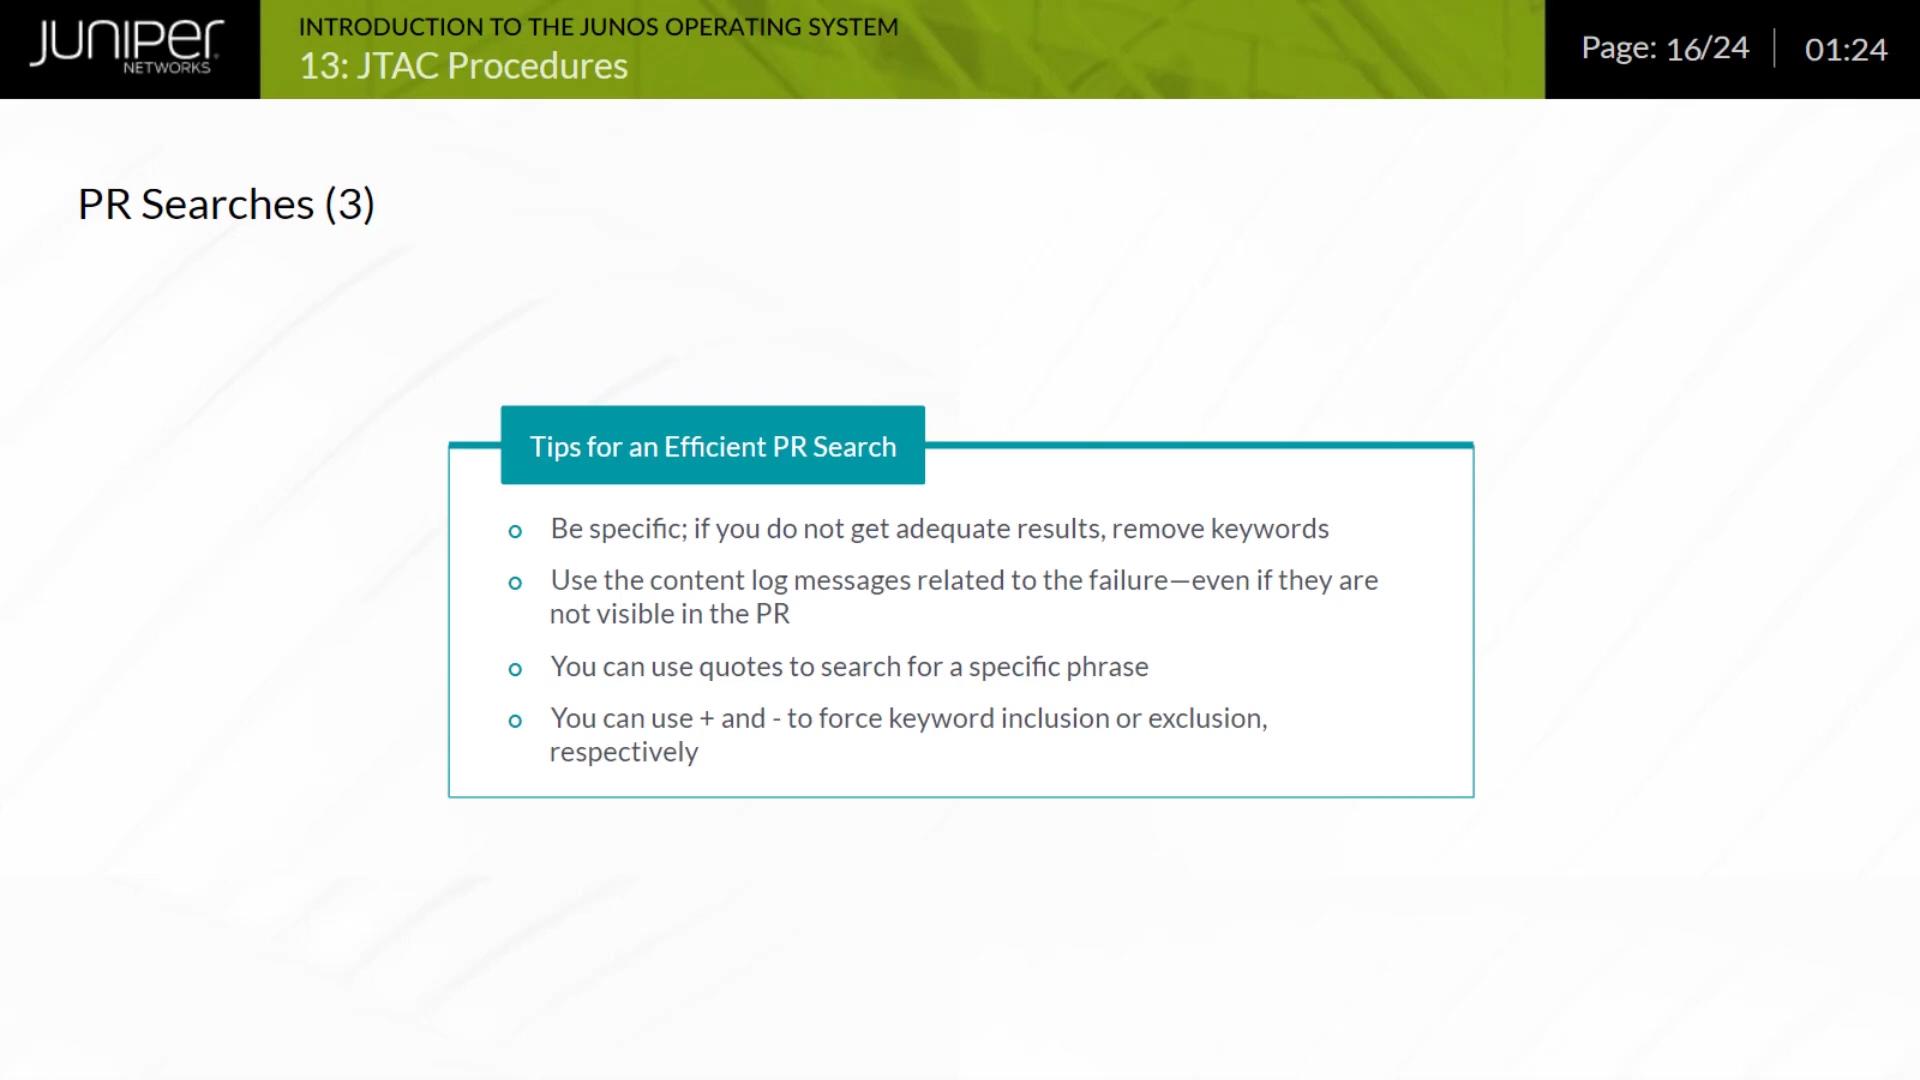 JUNIPER
NETWORKS
INTRODUCTION TO THE JUNOS OPERATING SYSTEM
13: JTAC Procedures
Page: 16/24
01:24
PR Searches (3)
Tips for an Efficient PR Search
Be specific; if you do not get adequate results, remove keywords
Use the content log messages related to the failure—even if they are
not visible in the PR
You can use quotes to search for a specific phrase
You can use + and - to force keyword inclusion or exclusion,
respectively